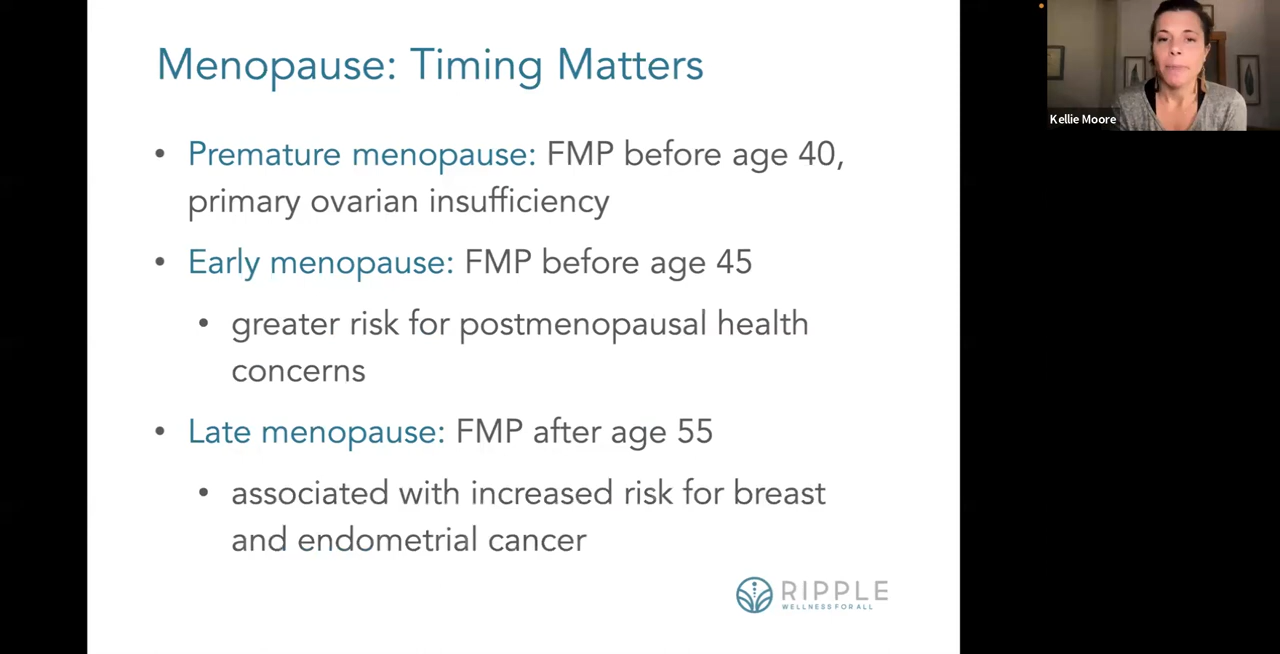 Menopause: Timing Matters
• Premature menopause: FMP before age 40,
primary ovarian insufficiency
• Early menopause: FMP before age 45
• greater risk for postmenopausal health
concerns
• Late menopause: FMP after age 55
• associated with increased risk for breast
and endometrial cancer
RIPPLE
WELLNESS FOR ALL
Kellie Moore